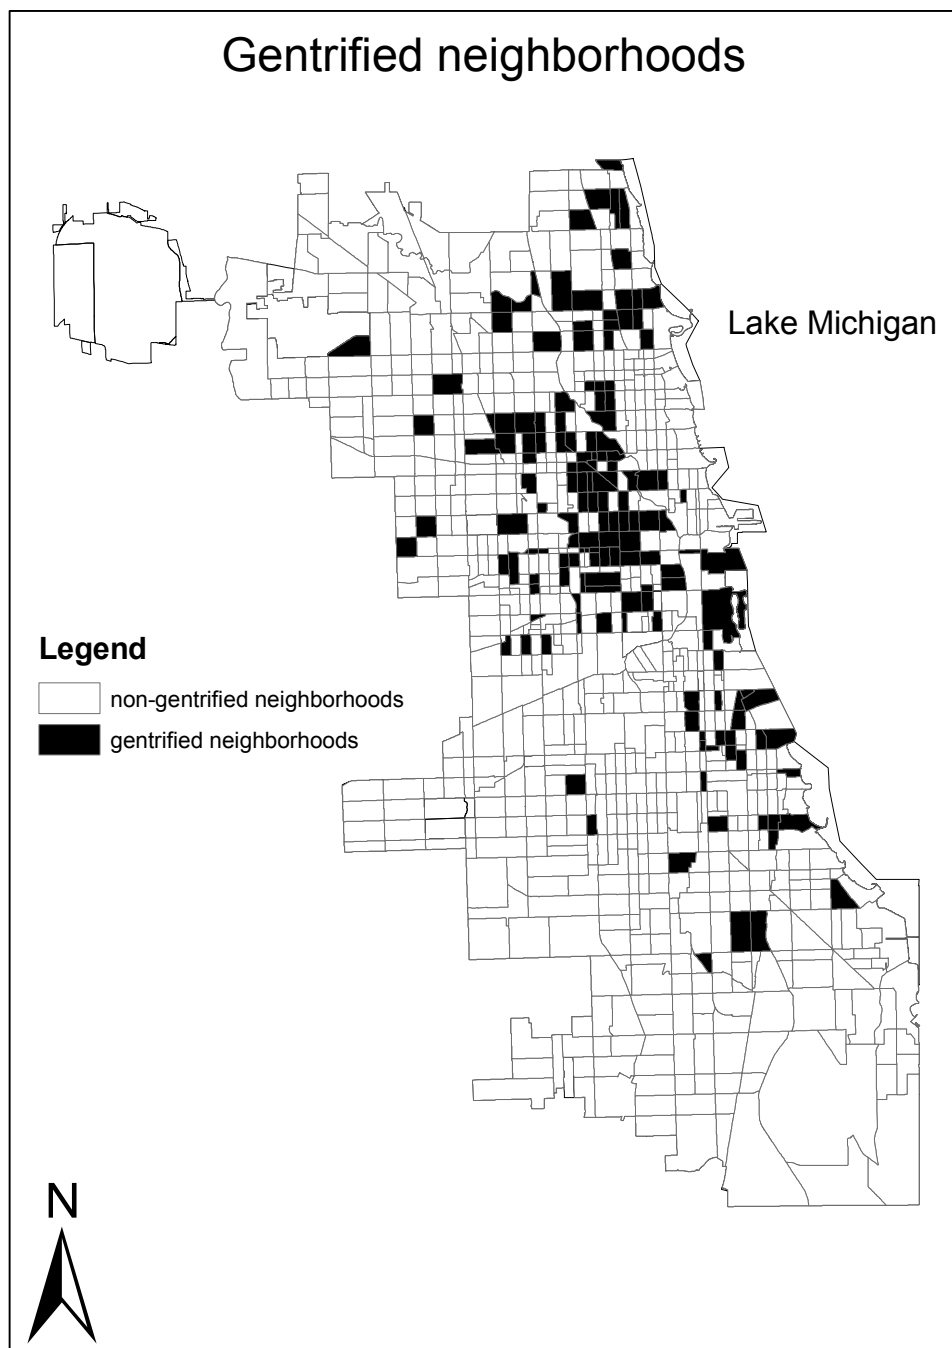 Gentrified neighborhoods
Lake Michigan
Legend
non-gentrified neighborhoods
gentrified neighborhoods
N